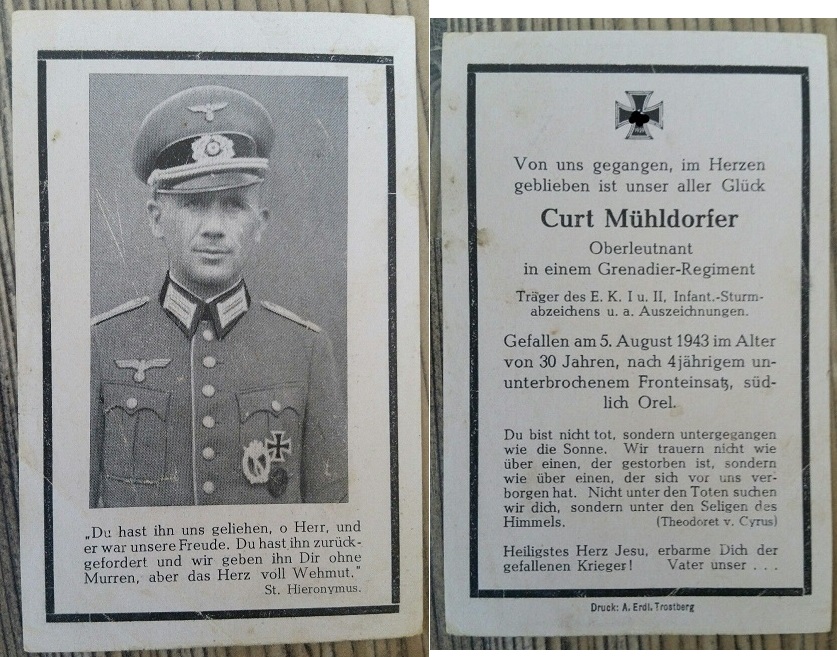 „Du hast ihn uns geliehen, o Herr, und
er war unsere Freude. Du hast ihn zurück-
gefordert und wir geben ihn Dir ohne
Murren, aber das Herz voll Wehmut."
St. Hieronymus.
Von uns gegangen, im Herzen
geblieben ist unser aller Glück
Curt Mühldorfer
Oberleutnant
in einem Grenadier-Regiment
Träger des E. K. I u. II, Infant.-Sturm-
abzeichens u. a. Auszeichnungen.
Gefallen am 5. August 1943 im Alter
von 30 Jahren, nach 4jährigem un-
unterbrochenem Fronteinsatz, süd-
lich Orel.
Du bist nicht tot, sondern untergegangen
wie die Sonne. Wir trauern nicht wie
über einen, der gestorben ist, sondern
wie über einen, der sich vor uns ver-
borgen hat. Nicht unter den Toten suchen
wir dich, sondern unter den Seligen des
Himmels. (Theodoret v. Cyrus)
Heiligstes Herz Jesu, erbarme Dich der
gefallenen Krieger! Vater unser . . .
Druck: A. Erdl, Trostberg